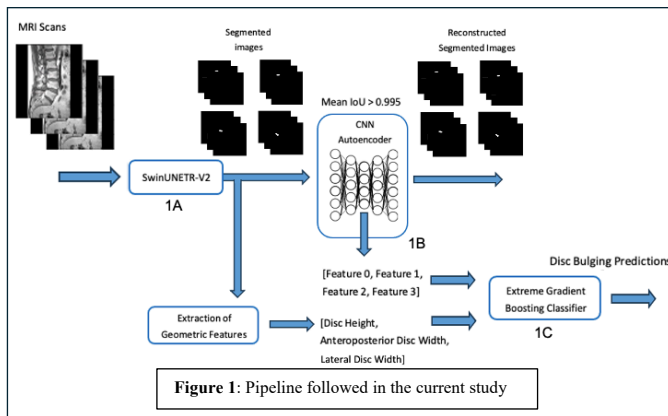 MRI Scans
Segmented
images
Reconstructed
Segmented Images
Mean IoU > 0.995
CNN
Autoencoder
SwinUNETR-V2
1A
1B
[Feature 0, Feature 1,
Feature 2, Feature 3]
Disc Bulging Predictions
Extreme Gradient
Boosting Classifier
1C
Extraction of
Geometric Features
[Disc Height,
Anteroposterior Disc Width,
Lateral Disc Width]
Figure 1: Pipeline followed in the current study